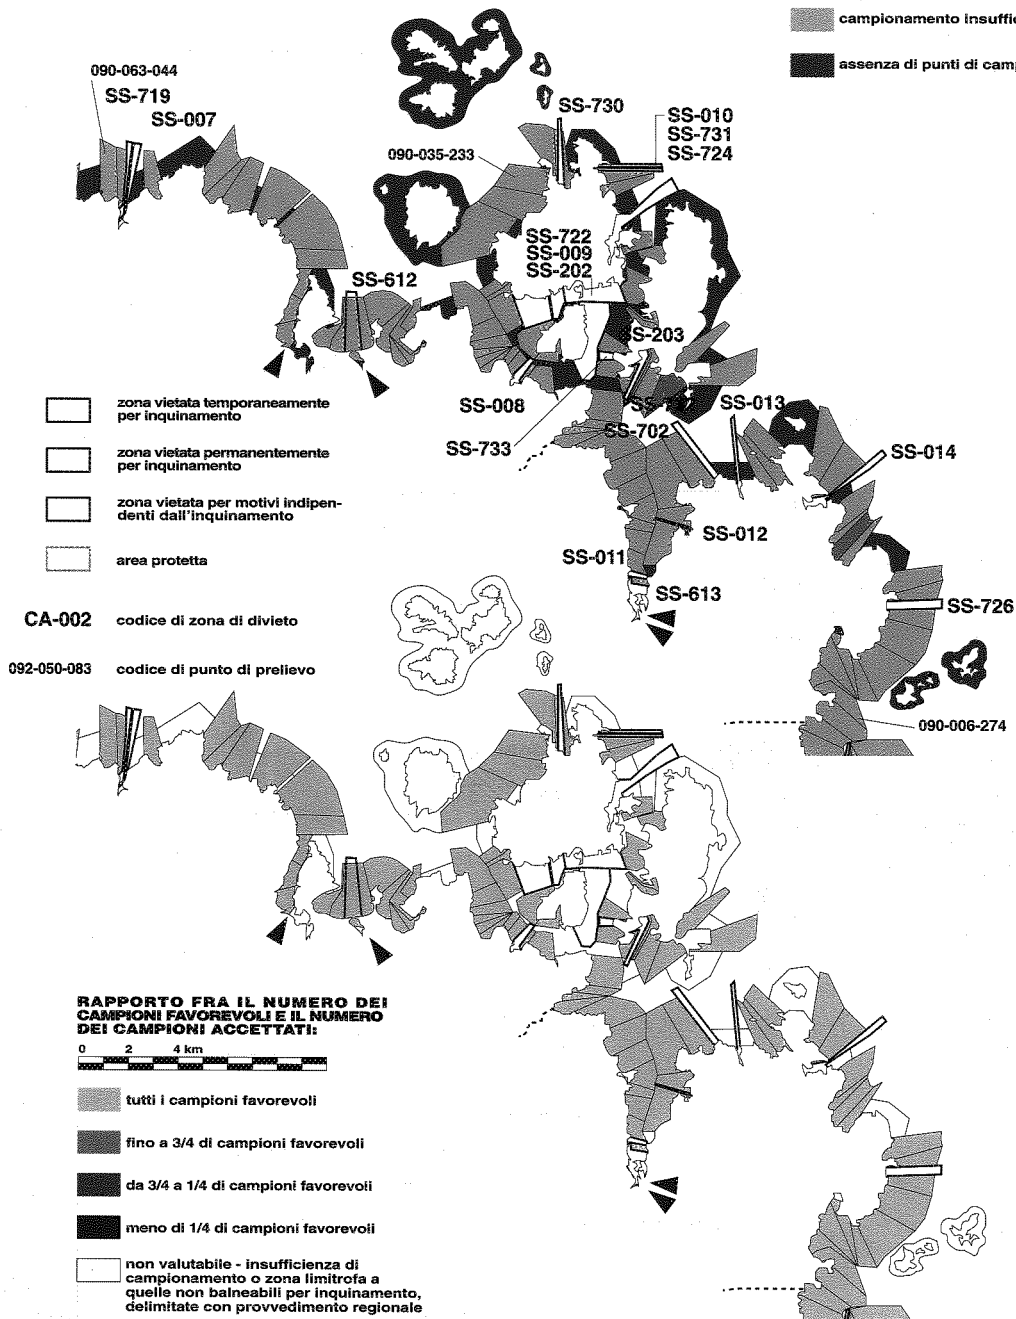 campionamento insuffic
assenza di punti di camp
090-063-044
SS-719
SS-007
SS-730
SS-010
SS-731
SS-724
090-035-233
SS-722
SS-009
SS-202
SS-612
SS-203
SS-008
SS-013
SS-733
SS-702
SS-014
SS-012
SS-011
SS-613
SS-726
090-006-274
zona vietata temporaneamente
per inquinamento
zona vietata permanentemente
per inquinamento
zona vietata per motivi indipen-
denti dall'inquinamento
area protetta
CA-002 codice di zona di divieto
092-050-083 codice di punto di prelievo
RAPPORTO FRA IL NUMERO DEI
CAMPIONI FAVOREVOLI E IL NUMERO
DEI CAMPIONI ACCETTATI:
0 2 4 km
tutti i campioni favorevoli
fino a 3/4 di campioni favorevoli
da 3/4 a 1/4 di campioni favorevoli
meno di 1/4 di campioni favorevoli
non valutabile - insufficienza di
campionamento o zona limitrofa a
quelle non balneabili per inquinamento,
delimitate con provvedimento regionale